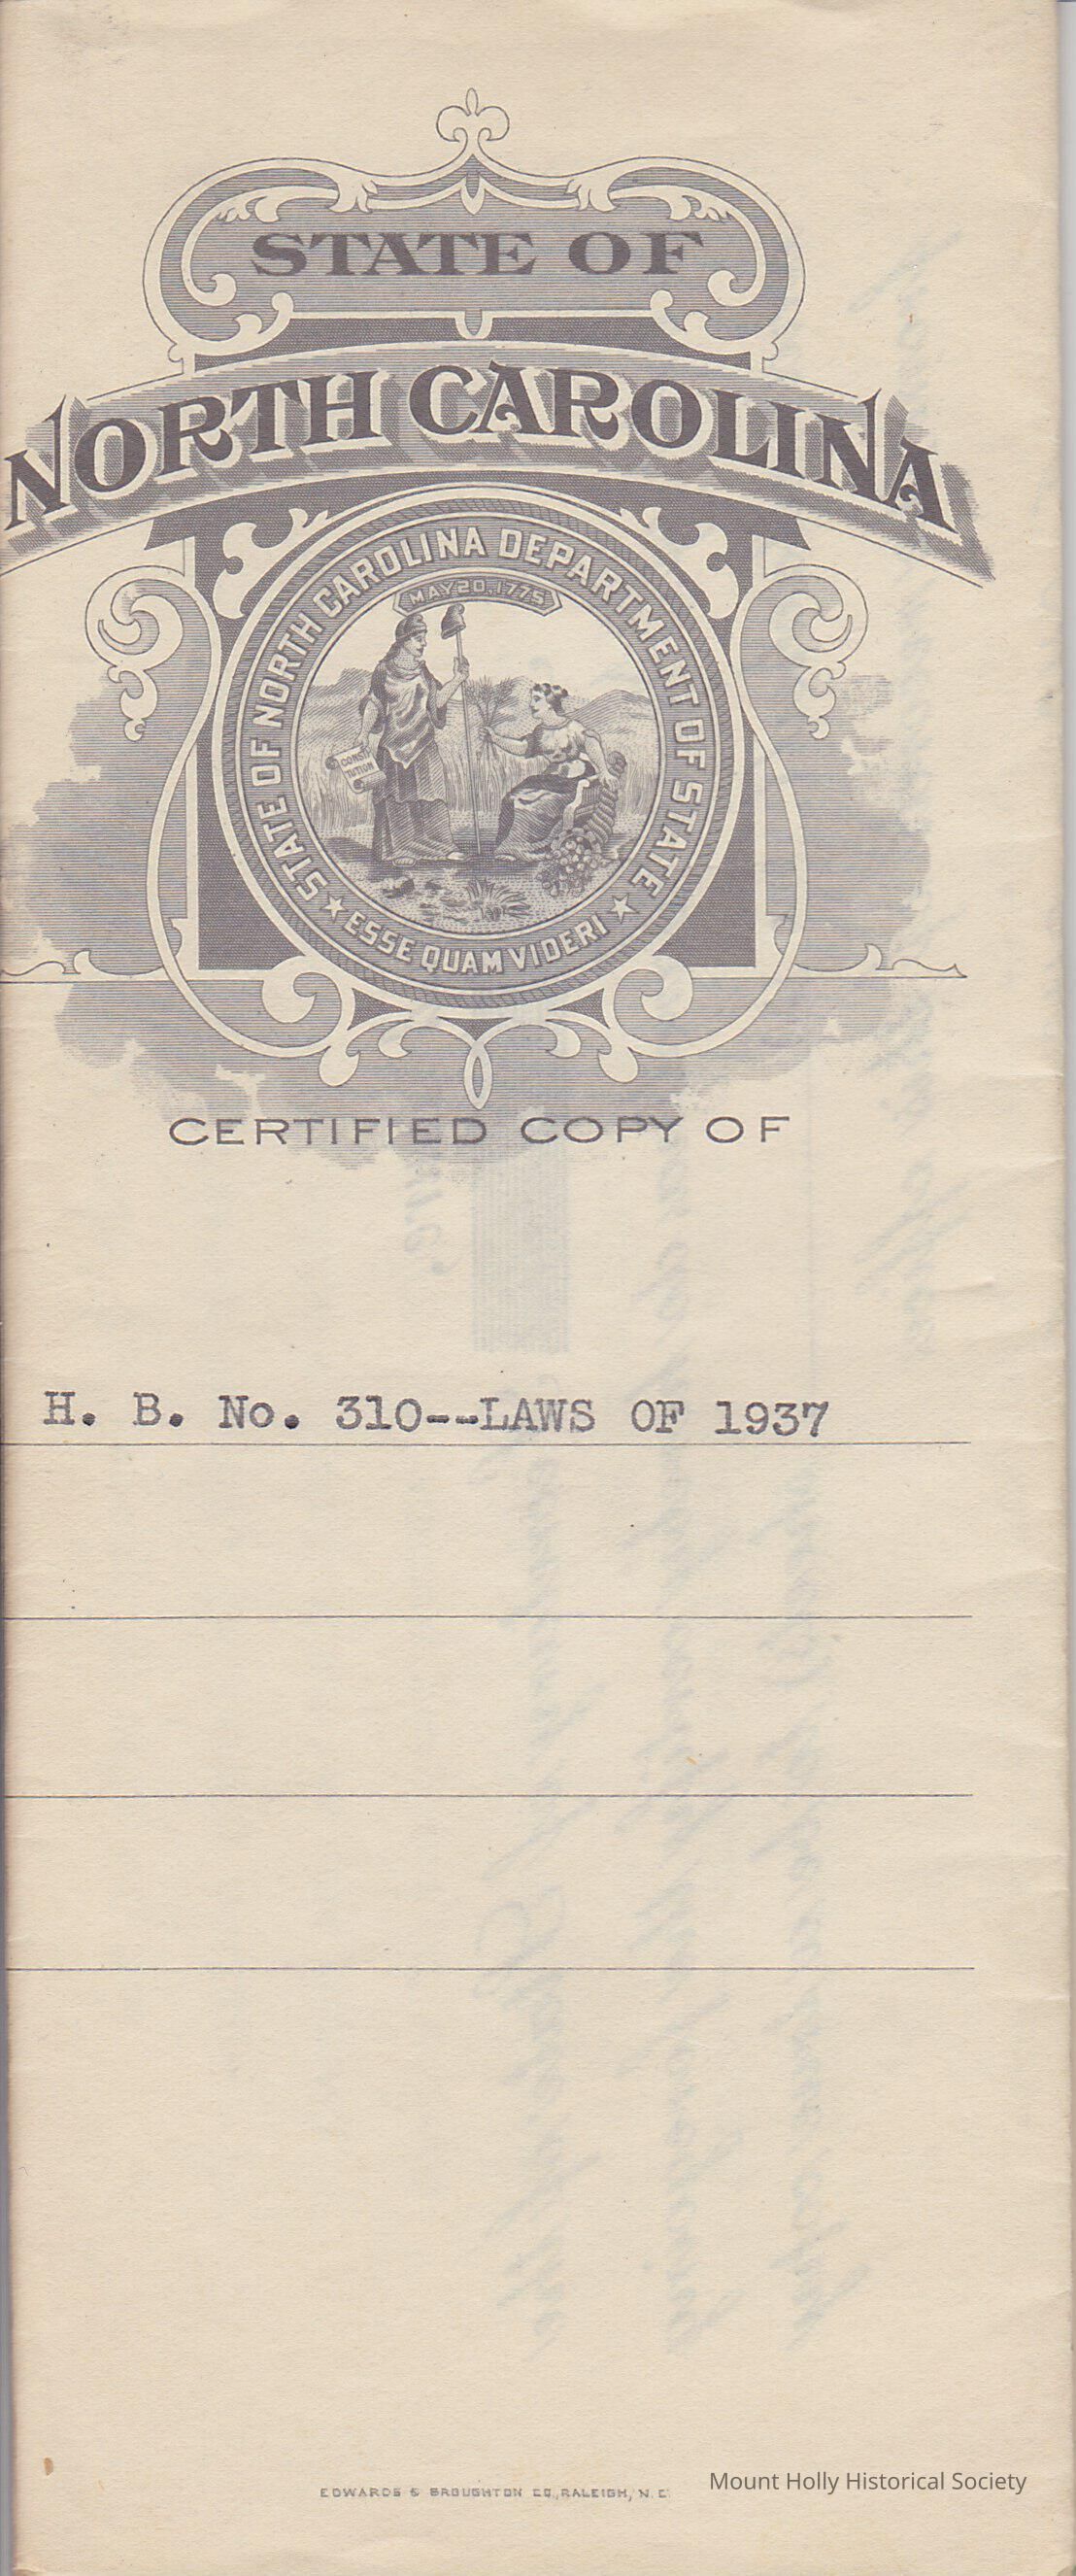 STATE OF
NORTH CAROLINA
STATE OF NORTH CAROLINA DEPARTMENT OF STATE
MAY 20, 1775
CONSTITUTION
★ ESSE QUAM VIDERI ★
CERTIFIED COPY OF
H. B. No. 310--LAWS OF 1937
EDWARDS & BROUGHTON CO., RALEIGH, N. C.
Mount Holly Historical Society